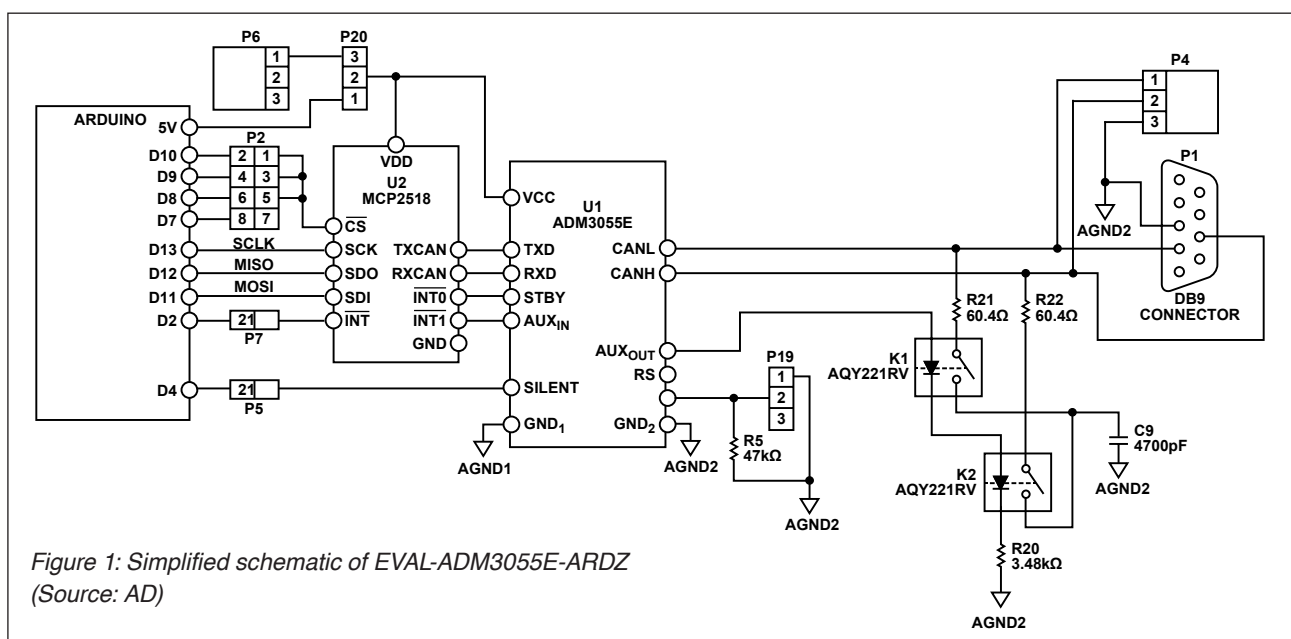 P6
1
2
3
P20
3
2
1
ARDUINO
5V
D10
D9
D8
D7
D13
D12
D11
D2
D4
P2
2 1
4 3
6 5
8 7
SCLK
MISO
MOSI
21
P7
21
P5
VDD
U2
MCP2518
CS
SCK
SDO
SDI
INT
TXCAN
RXCAN
INT0
INT1
GND
U1
ADM3055E
VCC
TXD
RXD
STBY
AUXIN
SILENT
GND1
AGND1
CANL
CANH
AUXOUT
RS
GND2
AGND2
R5
47kΩ
P19
1
2
3
AGND2
R21
60.4Ω
R22
60.4Ω
K1
AQY221RV
K2
AQY221RV
R20
3.48kΩ
AGND2
C9
4700pF
AGND2
P4
1
2
3
AGND2
P1
DB9
CONNECTOR
Figure 1: Simplified schematic of EVAL-ADM3055E-ARDZ
(Source: AD)